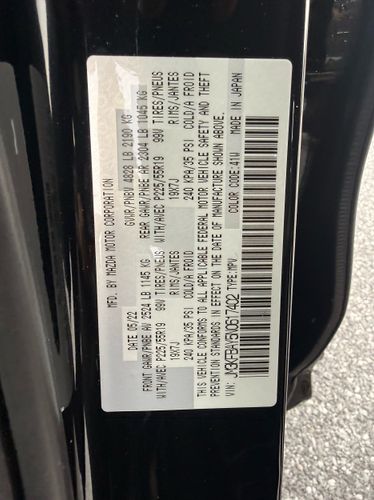 MFD. BY MAZDA MOTOR CORPORATION
DATE: 05/22
GVWR/PNBV 4828 LB 2190 KG
FRONT GAWR/PNBE AV 2524 LB 1145 KG
REAR GAWR/PNBE AR 2304 LB 1045 KG
WITH/AVEC P225/55R19 99V TIRES/PNEUS
WITH/AVEC P225/55R19 99V TIRES/PNEUS
19X7J RIMS/JANTES
19X7J RIMS/JANTES
240 KPA/35 PSI COLD/A FROID
240 KPA/35 PSI COLD/A FROID
THIS VEHICLE CONFORMS TO ALL APPLICABLE FEDERAL MOTOR VEHICLE SAFETY AND THEFT
PREVENTION STANDARDS IN EFFECT ON THE DATE OF MANUFACTURE SHOWN ABOVE.
VIN: TYPE:MPV
COLOR CODE:41W MADE IN JAPAN